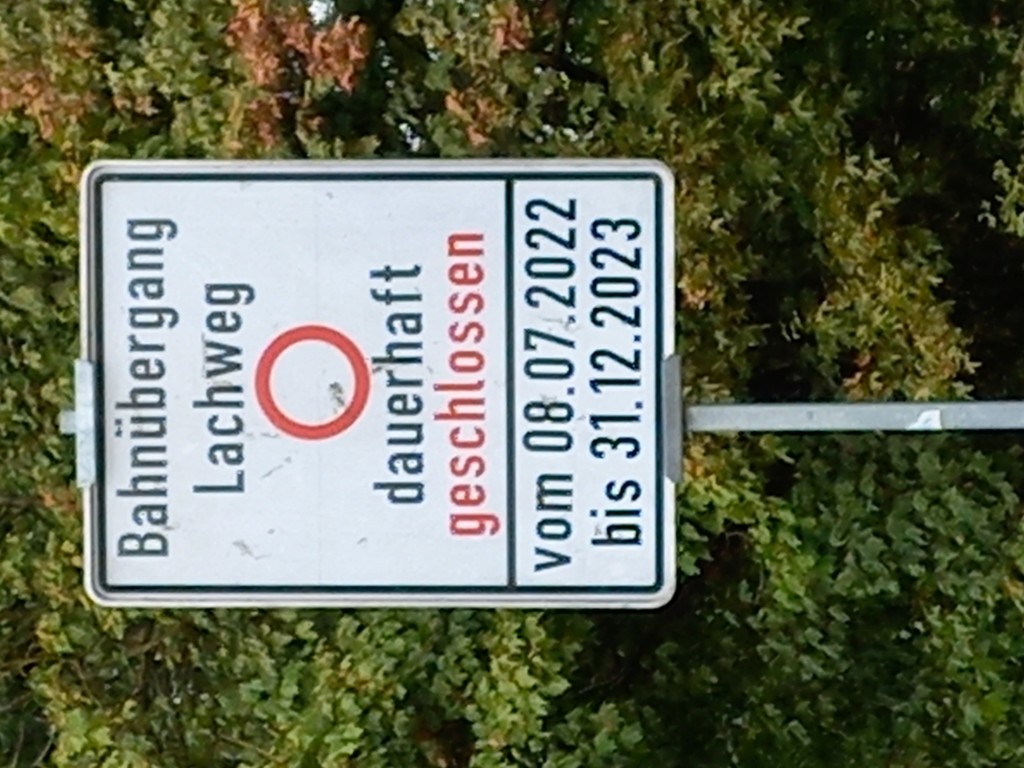 Bahnübergang
Lachweg
dauerhaft
geschlossen
vom 08.07.2022
bis 31.12.2023